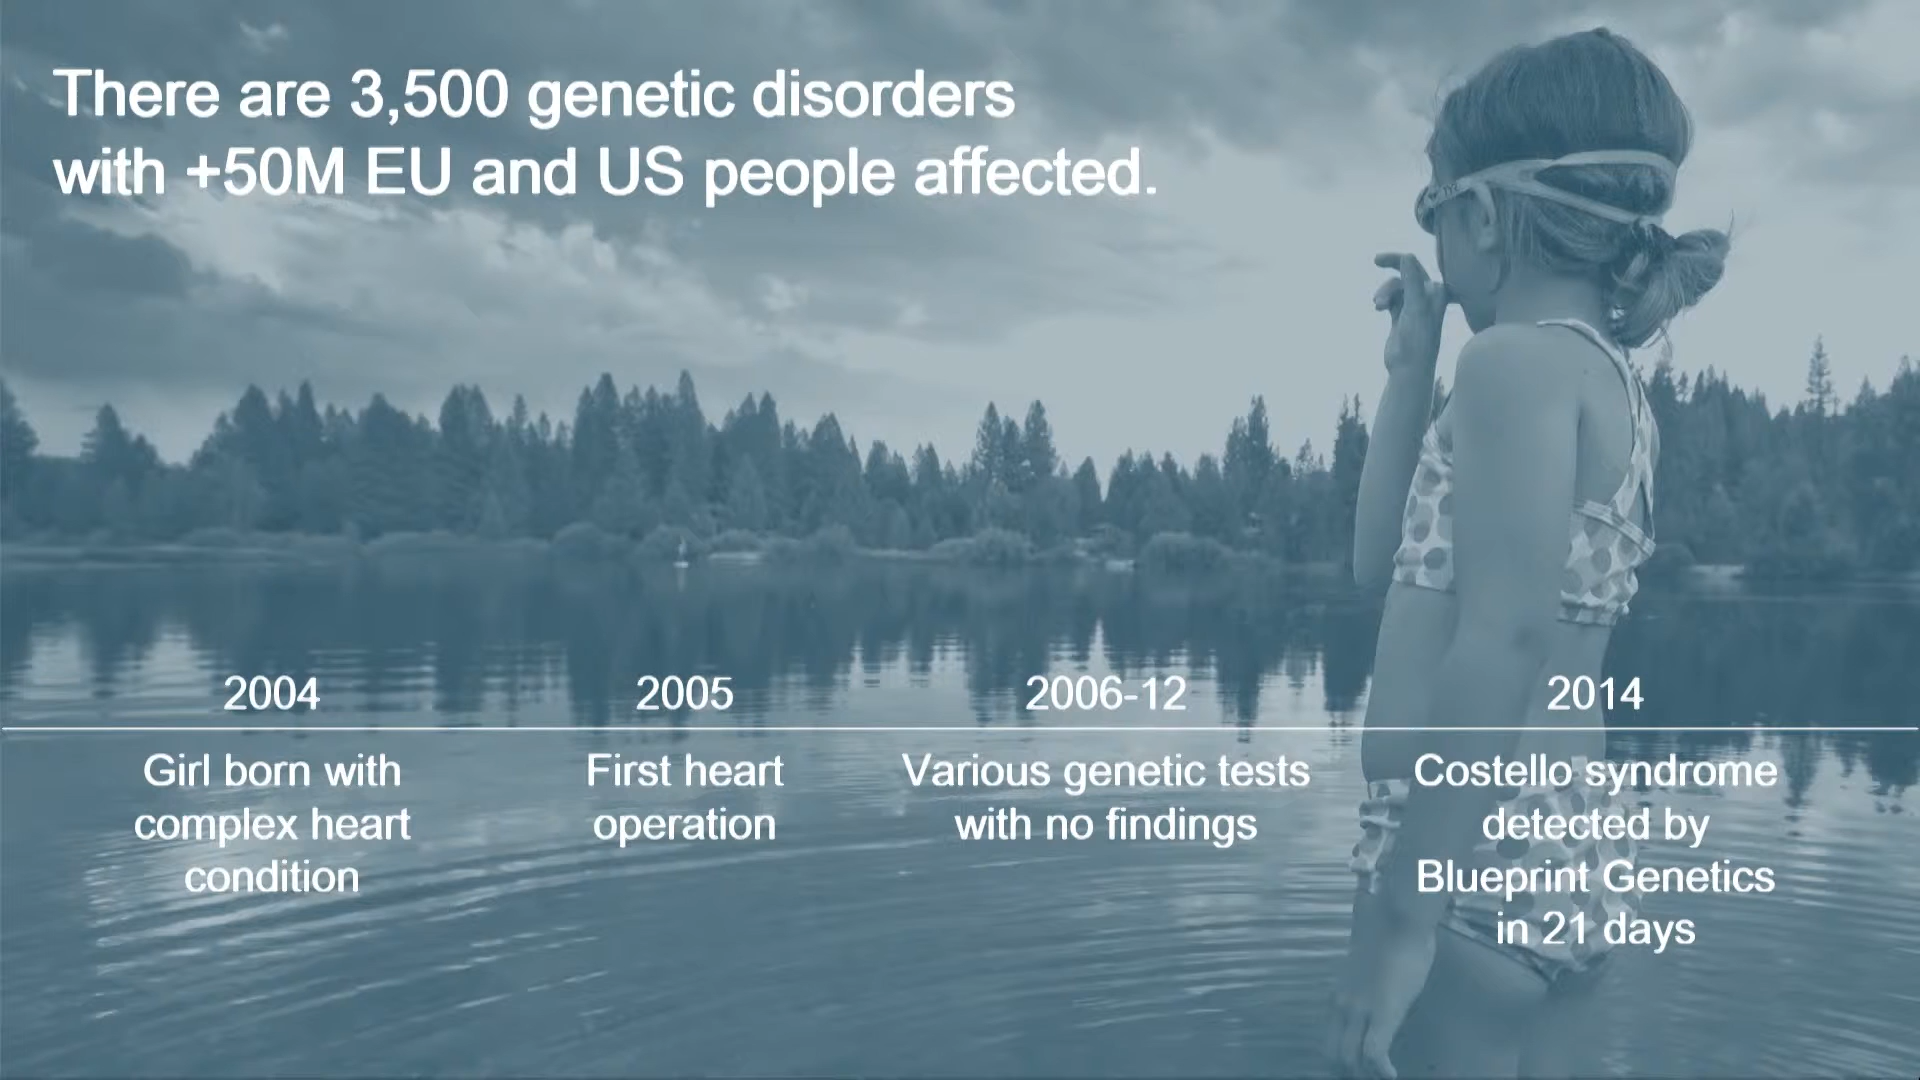 There are 3,500 genetic disorders
with +50M EU and US people affected.
2004
Girl born with
complex heart
condition
2005
First heart
operation
2006-12
Various genetic tests
with no findings
2014
Costello syndrome
detected by
Blueprint Genetics
in 21 days
TYR